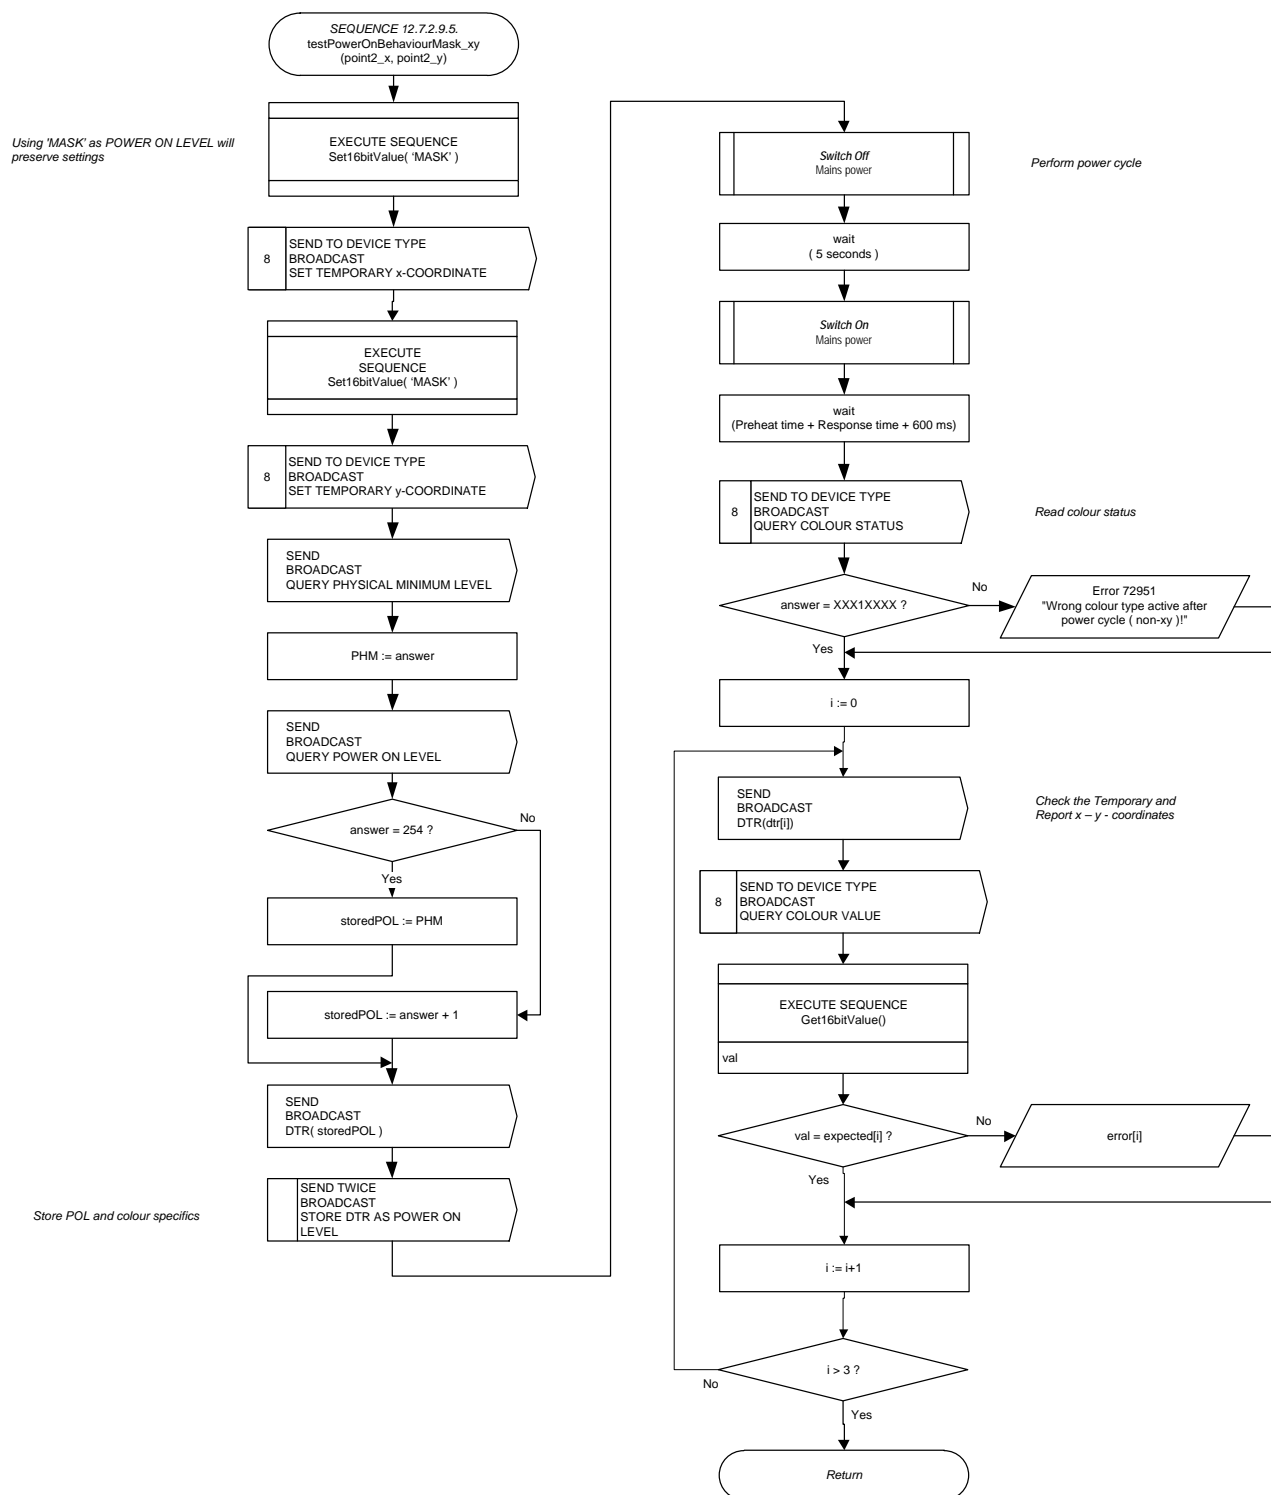 SEQUENCE 12.7.2.9.5.
testPowerOnBehaviourMask_xy
(point2_x, point2_y)
Using 'MASK' as POWER ON LEVEL will
preserve settings
EXECUTE SEQUENCE
Set16bitValue( ‘MASK’ )
8
SEND TO DEVICE TYPE
BROADCAST
SET TEMPORARY x-COORDINATE
EXECUTE
SEQUENCE
Set16bitValue( ‘MASK’ )
8
SEND TO DEVICE TYPE
BROADCAST
SET TEMPORARY y-COORDINATE
SEND
BROADCAST
QUERY PHYSICAL MINIMUM LEVEL
PHM := answer
SEND
BROADCAST
QUERY POWER ON LEVEL
answer = 254 ?
No
Yes
storedPOL := PHM
storedPOL := answer + 1
SEND
BROADCAST
DTR( storedPOL )
SEND TWICE
BROADCAST
STORE DTR AS POWER ON
LEVEL
Store POL and colour specifics
Switch Off
Mains power
Perform power cycle
wait
( 5 seconds )
Switch On
Mains power
wait
(Preheat time + Response time + 600 ms)
8
SEND TO DEVICE TYPE
BROADCAST
QUERY COLOUR STATUS
Read colour status
answer = XXX1XXXX ?
No
Error 72951
"Wrong colour type active after
power cycle ( non-xy )!"
Yes
i := 0
SEND
BROADCAST
DTR(dtr[i])
Check the Temporary and
Report x – y - coordinates
8
SEND TO DEVICE TYPE
BROADCAST
QUERY COLOUR VALUE
EXECUTE SEQUENCE
Get16bitValue()
val
val = expected[i] ?
No
error[i]
Yes
i := i+1
i > 3 ?
No
Yes
Return